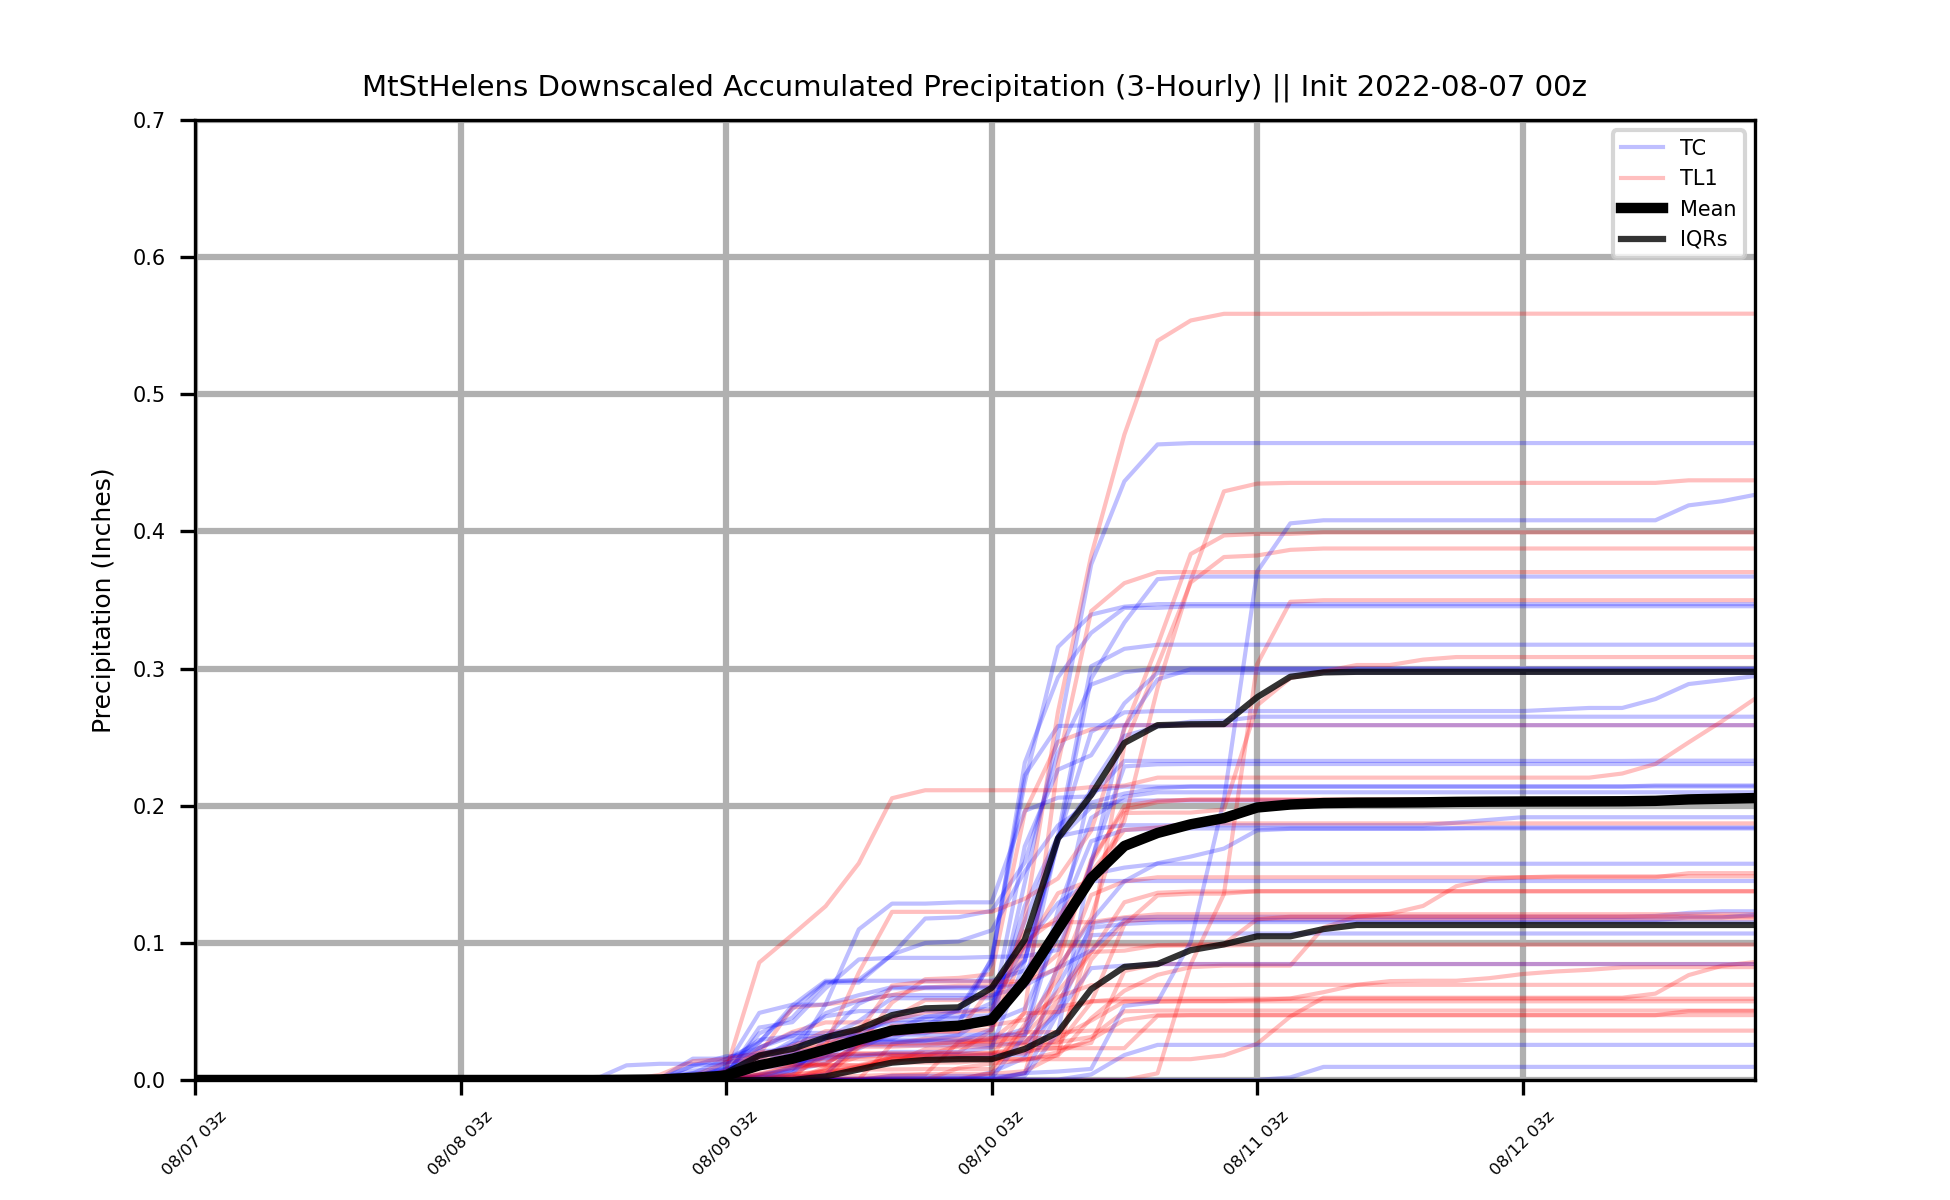 MtStHelens Downscaled Accumulated Precipitation (3-Hourly) || Init 2022-08-07 00z
TC
TL1
Mean
IQRs
Precipitation (Inches)
0.7
0.6
0.5
0.4
0.3
0.2
0.1
0.0
08/07 03z
08/08 03z
08/09 03z
08/10 03z
08/11 03z
08/12 03z